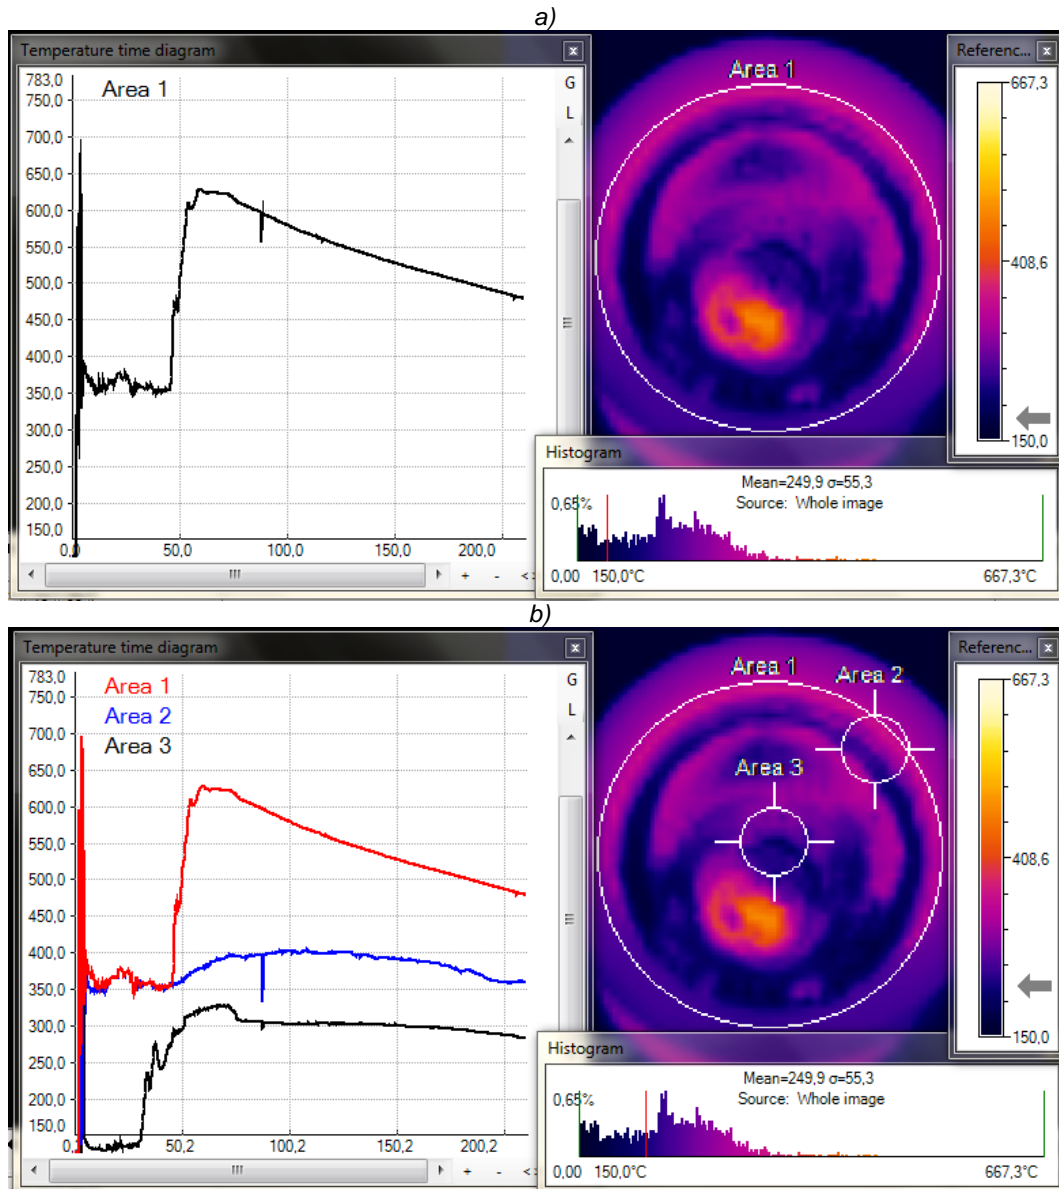 a)
Temperature time diagram x
Area 1
G
L
783,0
750,0
700,0
650,0
600,0
550,0
500,0
450,0
400,0
350,0
300,0
250,0
200,0
150,0
50,0 100,0 150,0 200,0
+ - <
Area 1
Referenc... x
667,3
408,6
150,0
Histogram
Mean=249,9 σ=55,3
Source: Whole image
0,65%
0,00 150,0°C 667,3°C
b)
Temperature time diagram x
Area 1
Area 2
Area 3
G
L
783,0
750,0
700,0
650,0
600,0
550,0
500,0
450,0
400,0
350,0
300,0
250,0
200,0
150,0
50,2 100,2 150,2 200,2
+ - <
Area 1
Area 2
Area 3
Referenc... x
667,3
408,6
150,0
Histogram
Mean=249,9 σ=55,3
Source: Whole image
0,65%
0,00 150,0°C 667,3°C